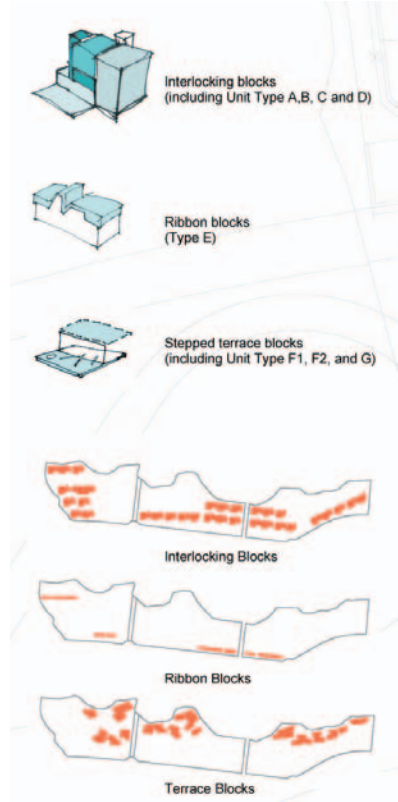 Interlocking blocks
(including Unit Type A,B, C and D)
Ribbon blocks
(Type E)
Stepped terrace blocks
(including Unit Type F1, F2, and G)
Interlocking Blocks
Ribbon Blocks
Terrace Blocks